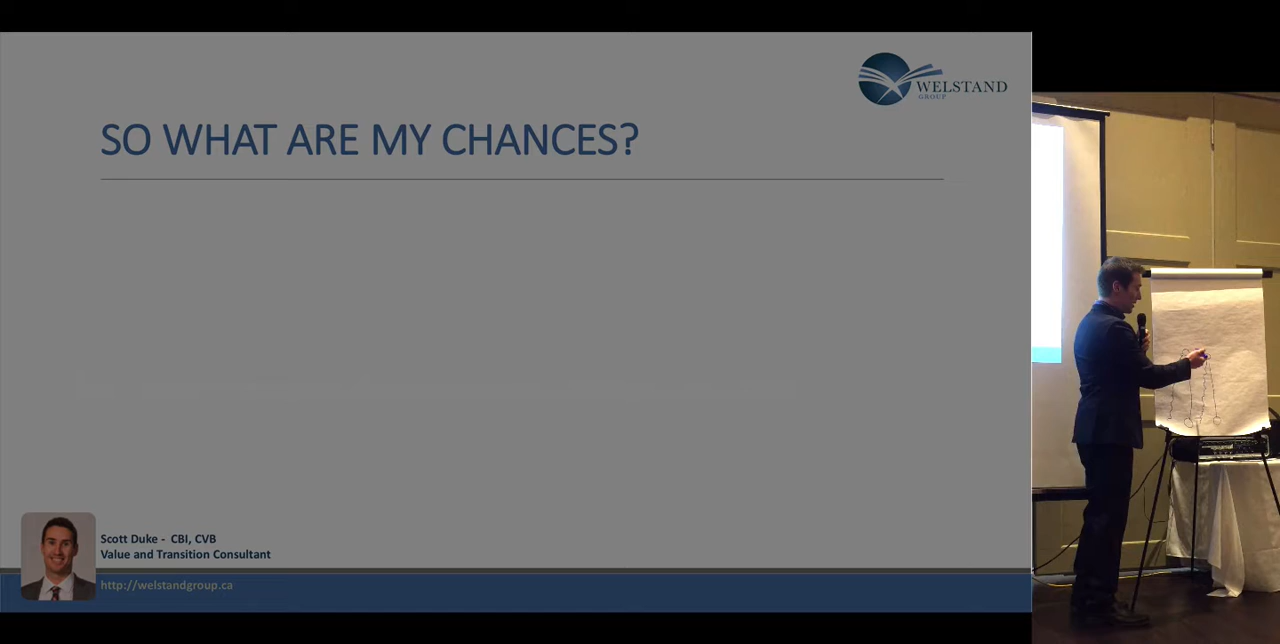 WELSTAND
GROUP
SO WHAT ARE MY CHANCES?
Scott Duke - CBI, CVB
Value and Transition Consultant
http://welstandgroup.ca